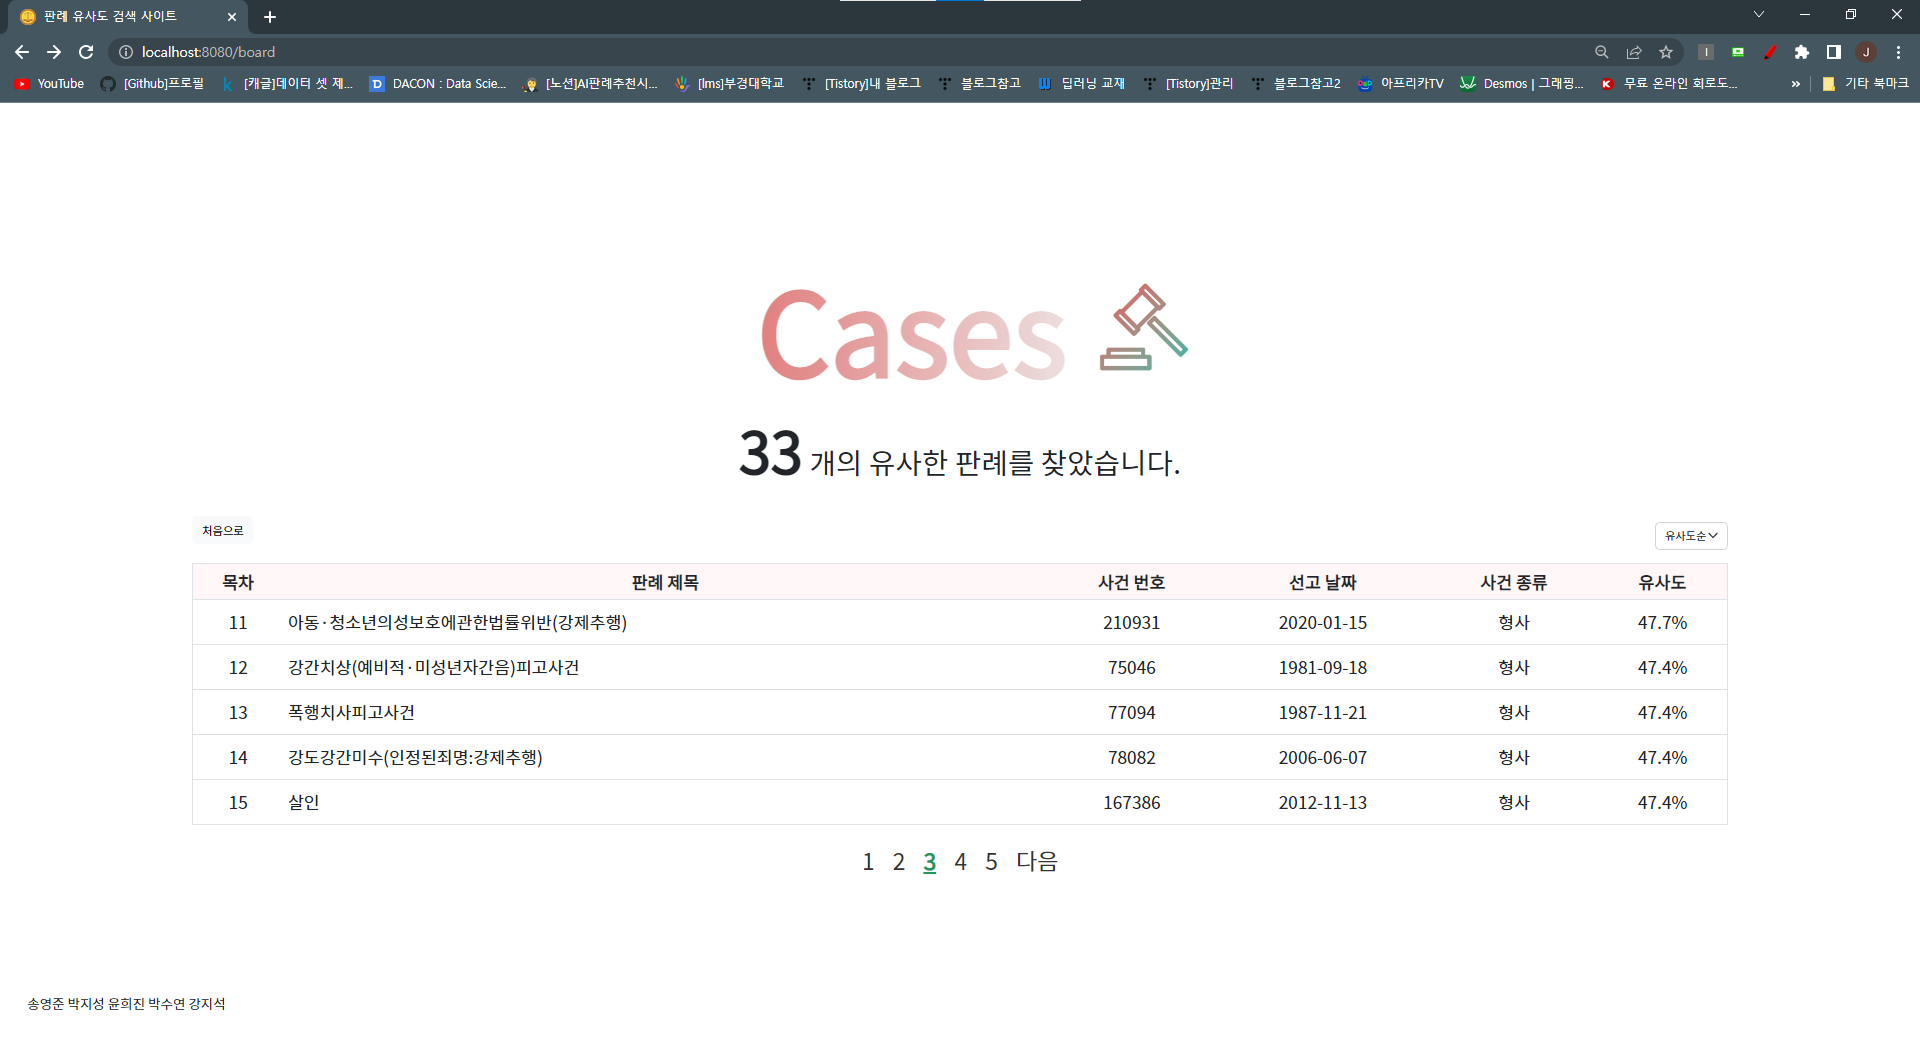 판례 유사도 검색 사이트
localhost:8080/board
J
YouTube [Github]프로필 [캐글]데이터 셋 제... DACON : Data Scie... [노션]AI판례추천시... [lms]부경대학교 [Tistory]내 블로그 블로그참고 딥러닝 교재 [Tistory]관리 블로그참고2 아프리카TV Desmos | 그래핑... 무료 온라인 회로도... » 기타 북마크
Cases
33 개의 유사한 판례를 찾았습니다.
처음으로 유사도순
목차 판례 제목 사건 번호 선고 날짜 사건 종류 유사도
11 아동·청소년의성보호에관한법률위반(강제추행) 210931 2020-01-15 형사 47.7%
12 강간치상(예비적·미성년자간음)피고사건 75046 1981-09-18 형사 47.4%
13 폭행치사피고사건 77094 1987-11-21 형사 47.4%
14 강도강간미수(인정된죄명:강제추행) 78082 2006-06-07 형사 47.4%
15 살인 167386 2012-11-13 형사 47.4%
1 2 3 4 5 다음
송영준 박지성 윤희진 박수연 강지석